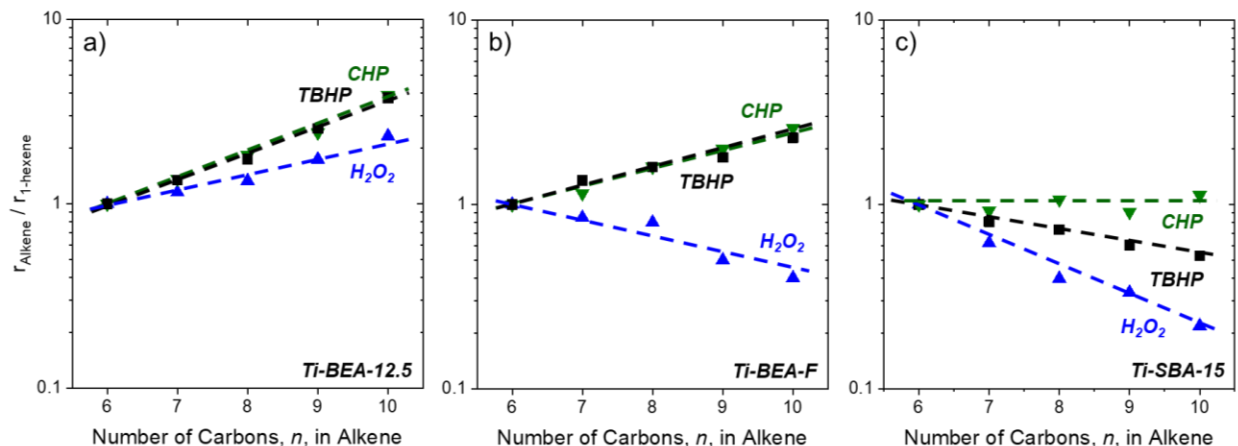 a)
10
1
0.1
r_Alkene / r_1-hexene
CHP
TBHP
H₂O₂
Ti-BEA-12.5
6 7 8 9 10
Number of Carbons, n, in Alkene
b)
10
1
0.1
CHP
TBHP
H₂O₂
Ti-BEA-F
6 7 8 9 10
Number of Carbons, n, in Alkene
c)
10
1
0.1
CHP
TBHP
H₂O₂
Ti-SBA-15
6 7 8 9 10
Number of Carbons, n, in Alkene